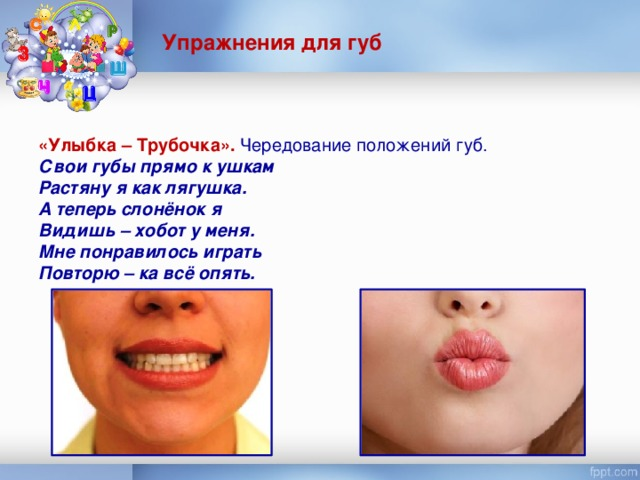 Упражнения для губ
«Улыбка – Трубочка». Чередование положений губ.
Свои губы прямо к ушкам
Растяну я как лягушка.
А теперь слонёнок я
Видишь – хобот у меня.
Мне понравилось играть
Повторю – ка всё опять.
С
А
Р
З
З
Ш
Ч
Ц
fppt.com